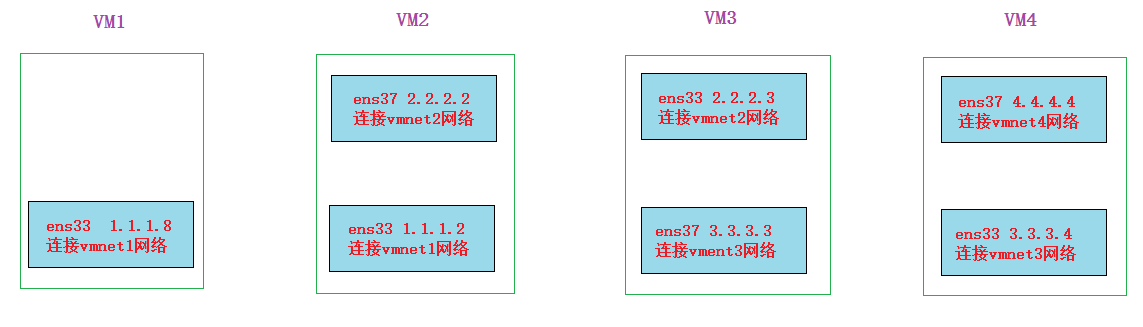 VM1
ens33  1.1.1.8
连接vmnet1网络
VM2
ens37 2.2.2.2
连接vmnet2网络
ens33 1.1.1.2
连接vmnet1网络
VM3
ens33 2.2.2.3
连接vmnet2网络
ens37 3.3.3.3
连接vment3网络
VM4
ens37 4.4.4.4
连接vmnet4网络
ens33 3.3.3.4
连接vmnet3网络